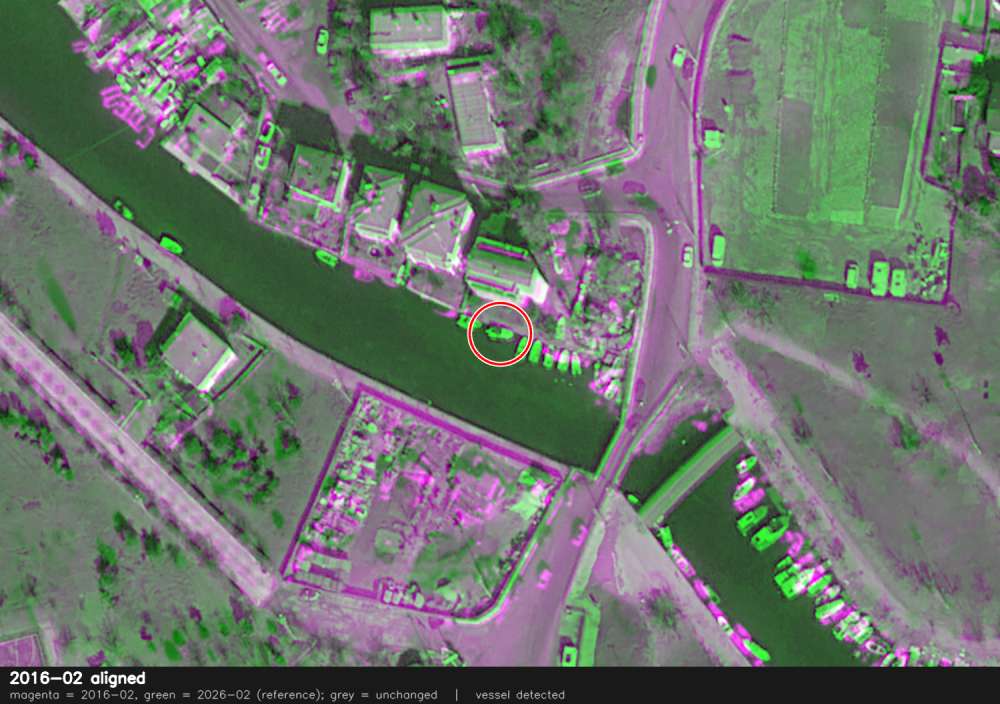 2016-02 aligned
magenta = 2016-02, green = 2026-02 (reference); grey = unchanged | vessel detected